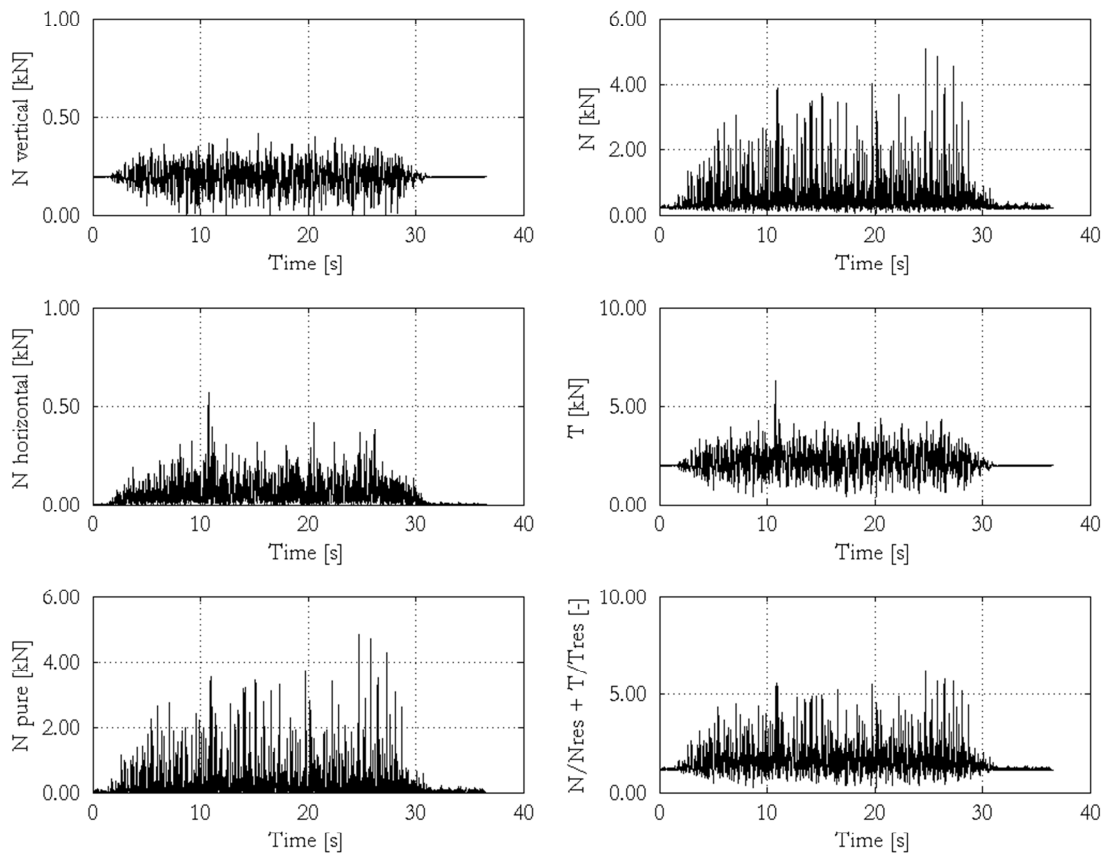 1.00
0.50
0.00
N vertical [kN]
0 10 20 30 40
Time [s]
6.00
4.00
2.00
0.00
N [kN]
0 10 20 30 40
Time [s]
1.00
0.50
0.00
N horizontal [kN]
0 10 20 30 40
Time [s]
10.00
5.00
0.00
T [kN]
0 10 20 30 40
Time [s]
6.00
4.00
2.00
0.00
N pure [kN]
0 10 20 30 40
Time [s]
10.00
5.00
0.00
N/Nres + T/Tres [-]
0 10 20 30 40
Time [s]